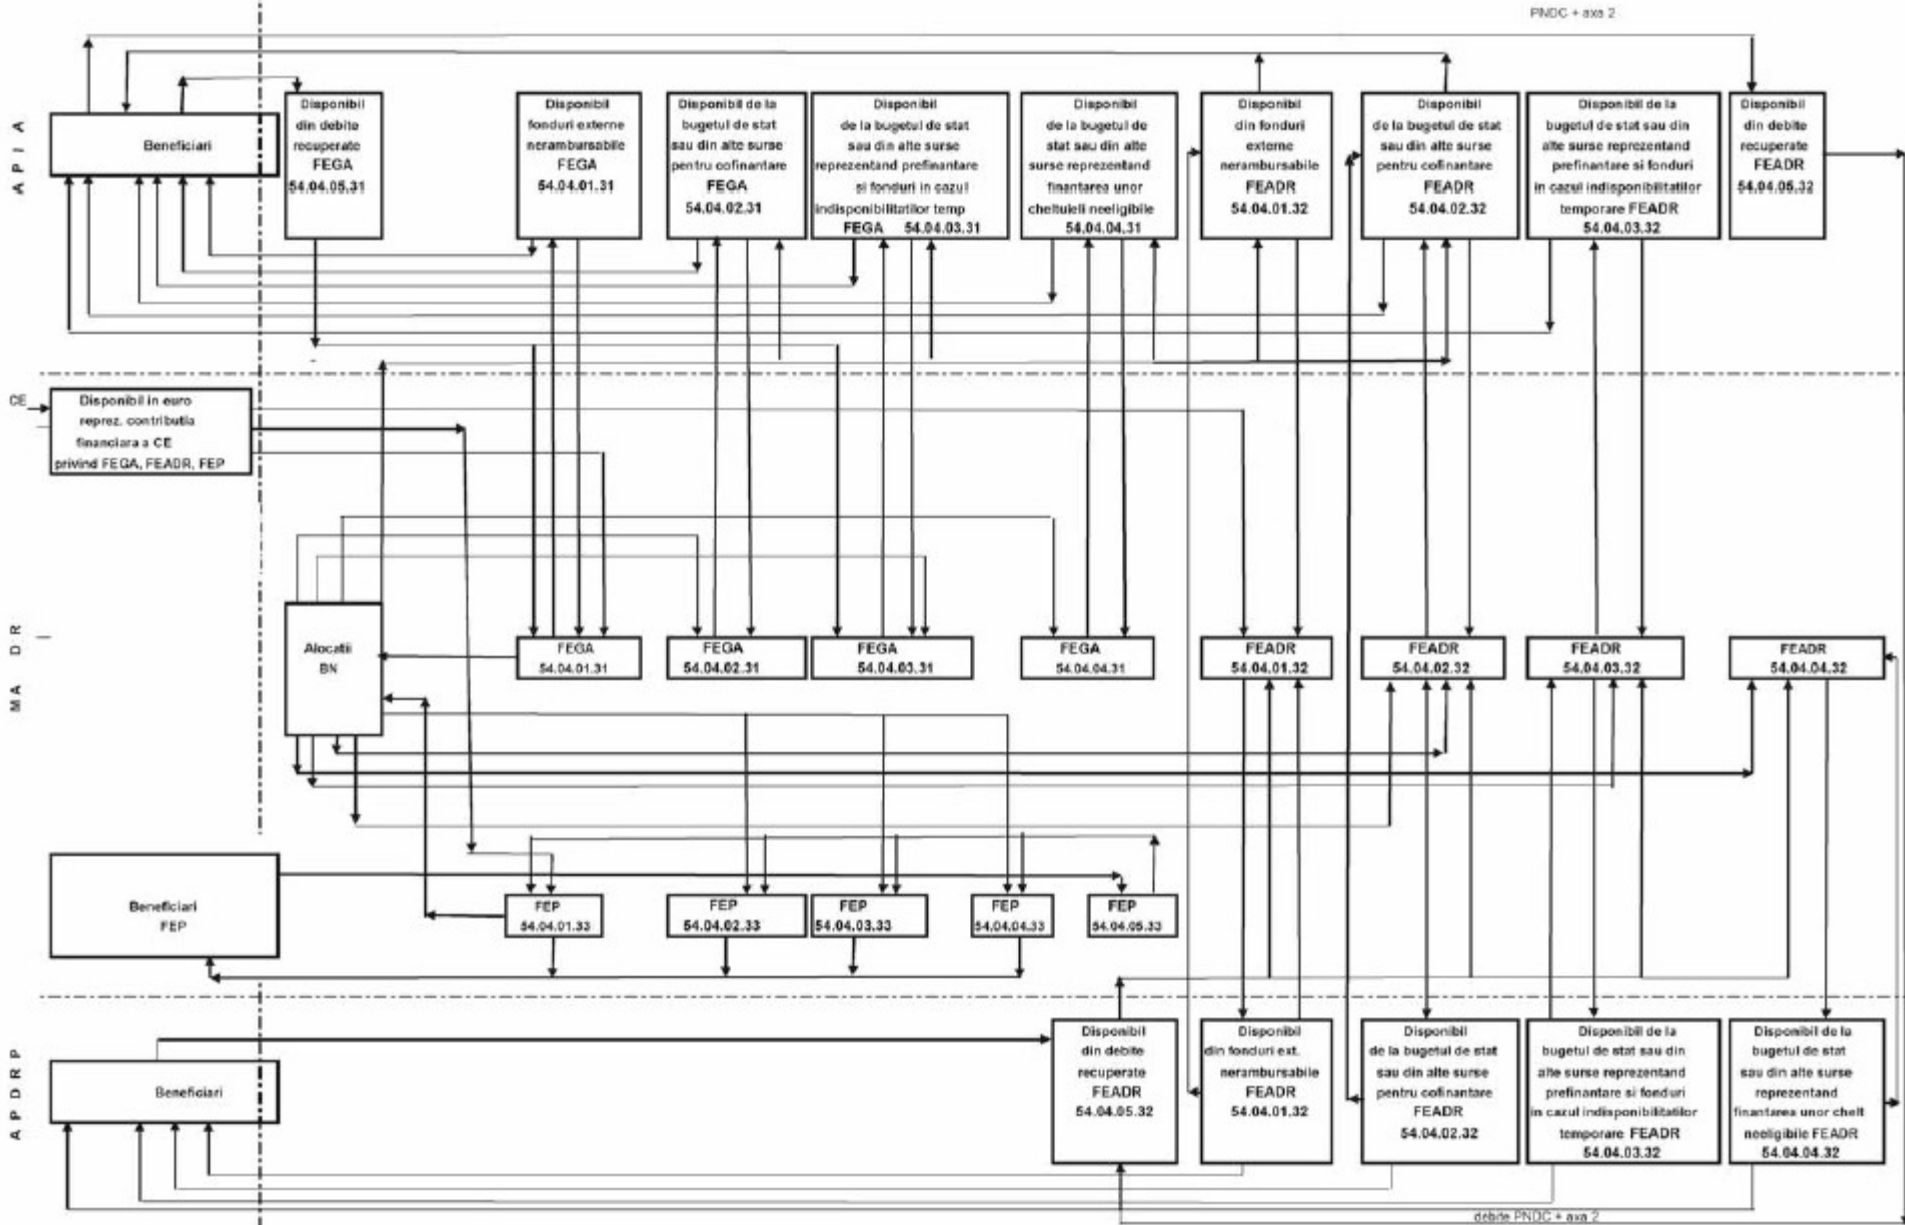 PNDC + axa 2
A P I A
Beneficiari
Disponibil
din debite
recuperate
FEGA
54.04.05.31
Disponibil
fonduri externe
nerambursabile
FEGA
54.04.01.31
Disponibil de la
bugetul de stat
sau din alte surse
pentru cofinantare
FEGA
54.04.02.31
Disponibil
de la bugetul de stat
sau din alte surse
reprezentand prefinantare
si fonduri in cazul
indisponibilitatilor temp
FEGA 54.04.03.31
Disponibil
de la bugetul de
stat sau din alte
surse reprezentand
finantarea unor
cheltuieli neeligibile
54.04.04.31
Disponibil
din fonduri
externe
nerambursabile
FEADR
54.04.01.32
Disponibil
de la bugetul de stat
sau din alte surse
pentru cofinantare
FEADR
54.04.02.32
Disponibil de la
bugetul de stat sau din
alte surse reprezentand
prefinantare si fonduri
in cazul indisponibilitatilor
temporare FEADR
54.04.03.32
Disponibil
din debite
recuperate
FEADR
54.04.05.32
CE
Disponibil in euro
reprez. contributia
financiara a CE
privind FEGA, FEADR, FEP
MA DR
Alocatii
BN
FEGA
54.04.01.31
FEGA
54.04.02.31
FEGA
54.04.03.31
FEGA
54.04.04.31
FEADR
54.04.01.32
FEADR
54.04.02.32
FEADR
54.04.03.32
FEADR
54.04.04.32
Beneficiari
FEP
FEP
54.04.01.33
FEP
54.04.02.33
FEP
54.04.03.33
FEP
54.04.04.33
FEP
54.04.05.33
A P D R P
Beneficiari
Disponibil
din debite
recuperate
FEADR
54.04.05.32
Disponibil
din fonduri ext.
nerambursabile
FEADR
54.04.01.32
Disponibil
de la bugetul de stat
sau din alte surse
pentru cofinantare
FEADR
54.04.02.32
Disponibil de la
bugetul de stat sau din
alte surse reprezentand
prefinantare si fonduri
in cazul indisponibilitatilor
temporare FEADR
54.04.03.32
Disponibil de la
bugetul de stat
sau din alte surse
reprezentand
finantarea unor chelt
neeligibile FEADR
54.04.04.32
debite PNDC + axa 2